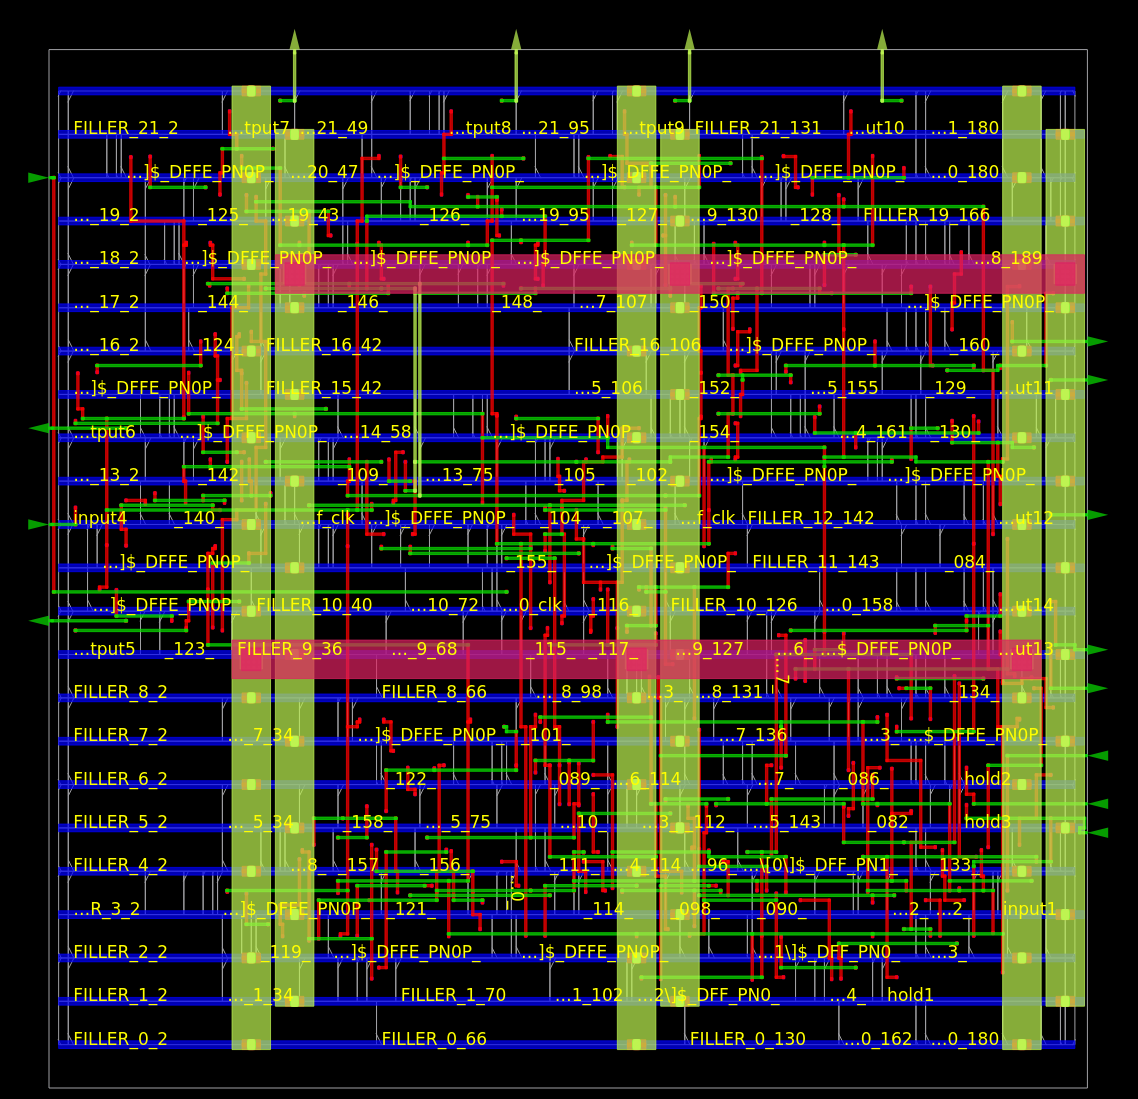 FILLER_21_2 ...tput7 ...21_49 ...tput8 ...21_95 ...tput9 FILLER_21_131 ...ut10 ...1_180
...]$_DFFE_PN0P_ ...20_47 ...]$_DFFE_PN0P_ ...]$_DFFE_PN0P_ ...]$_DFFE_PN0P_ ...0_180
..._19_2 _125_ ...19_43 _126_ ...19_95 _127_ ...9_130 _128_ FILLER_19_166
..._18_2 ...]$_DFFE_PN0P_ ...]$_DFFE_PN0P_ ...]$_DFFE_PN0P_ ...]$_DFFE_PN0P_ ...8_189
..._17_2 _144_ _146_ _148_ ...7_107 _150_ ...]$_DFFE_PN0P_
..._16_2 _124_ FILLER_16_42 FILLER_16_106 ...]$_DFFE_PN0P_ _160_
...]$_DFFE_PN0P_ FILLER_15_42 ...5_106 _152_ ...5_155 _129_ ...ut11
...tput6 ...]$_DFFE_PN0P_ ...14_58 ...]$_DFFE_PN0P_ _154_ ...4_161 _130_
..._13_2 _142_ _109_ ...13_75 _105_ _102_ ...]$_DFFE_PN0P_ ...]$_DFFE_PN0P_
input4 _140_ ...f_clk ...]$_DFFE_PN0P_ _104_ _107_ ...f_clk FILLER_12_142 ...ut12
...]$_DFFE_PN0P_ _155_ ...]$_DFFE_PN0P_ FILLER_11_143 _084_
...]$_DFFE_PN0P_ FILLER_10_40 ...10_72 ...0_clk _116_ FILLER_10_126 ...0_158 ...ut14
...tput5 _123_ FILLER_9_36 ..._9_68 _115_ _117_ ...9_127 ...6_ ...$_DFFE_PN0P_ ...ut13
...7_
FILLER_8_2 FILLER_8_66 ..._8_98 ...3_ ...8_131 _134_
FILLER_7_2 ..._7_34 ...]$_DFFE_PN0P_ _101_ ...7_136 ...3_ ...$_DFFE_PN0P_
FILLER_6_2 _122_ _089_ ...6_114 ...7_ _086_ hold2
FILLER_5_2 ..._5_34 _158_ ...5_75 ...10_ ...3_ _112_ ...5_143 _082_ hold3
FILLER_4_2 ...8_ _157_ _156_ _111_ ...4_114 _96_ ...\[0\]$_DFF_PN1_ _133_
...R_3_2 ...]$_DFFE_PN0P_ _121_ _114_ _098_ _090_ ...2_ ...2_ input1
FILLER_2_2 _119_ ...]$_DFFE_PN0P_ ...]$_DFFE_PN0P_ ...1\]$_DFF_PN0_ ...3_
FILLER_1_2 ..._1_34 FILLER_1_70 ...1_102 ...2\]$_DFF_PN0_ ...4_ hold1
FILLER_0_2 FILLER_0_66 FILLER_0_130 ...0_162 ...0_180